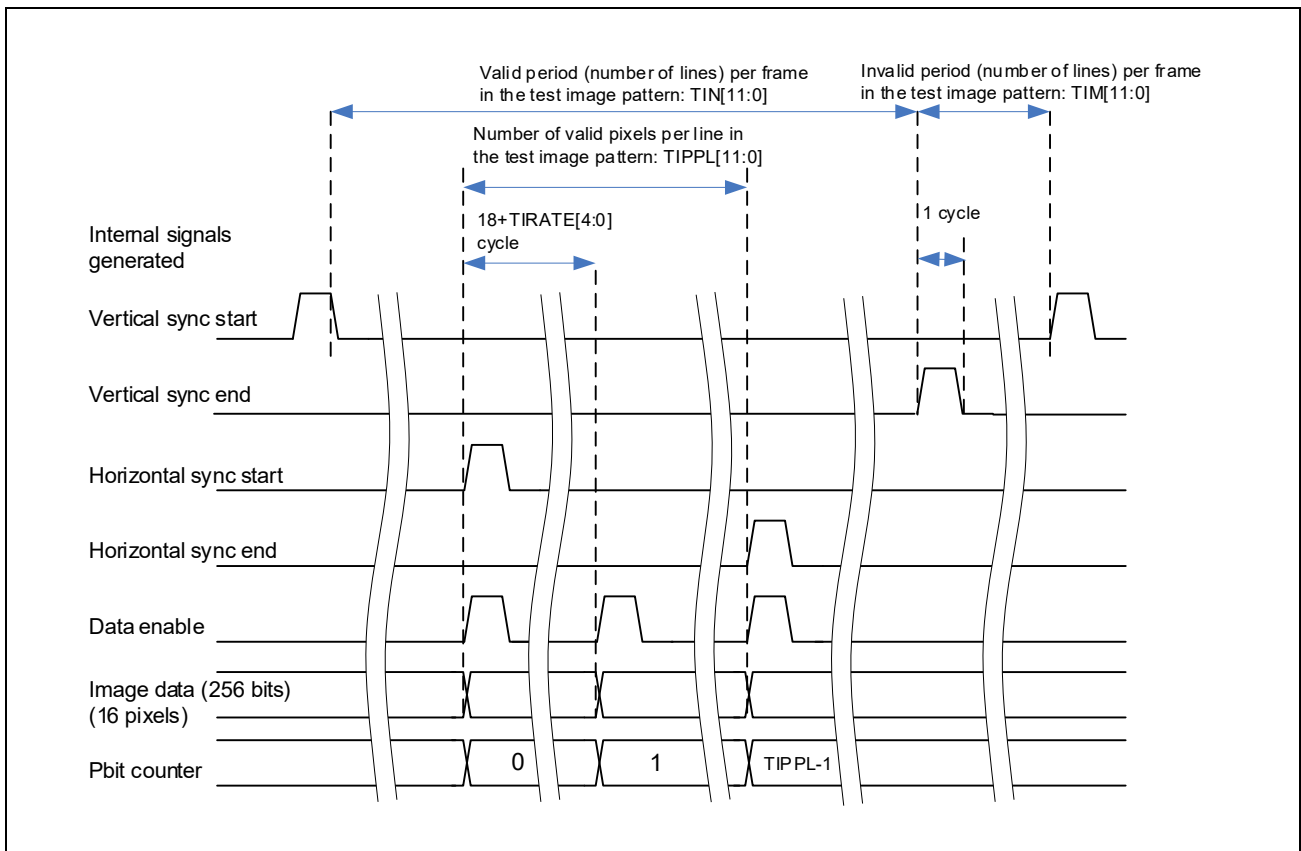 Valid period (number of lines) per frame
in the test image pattern: TIN[11:0]
Invalid period (number of lines) per frame
in the test image pattern: TIM[11:0]
Number of valid pixels per line in
the test image pattern: TIPPL[11:0]
18+TIRATE[4:0]
cycle
1 cycle
Internal signals
generated
Vertical sync start
Vertical sync end
Horizontal sync start
Horizontal sync end
Data enable
Image data (256 bits)
(16 pixels)
Pbit counter
0
1
TIPPL-1